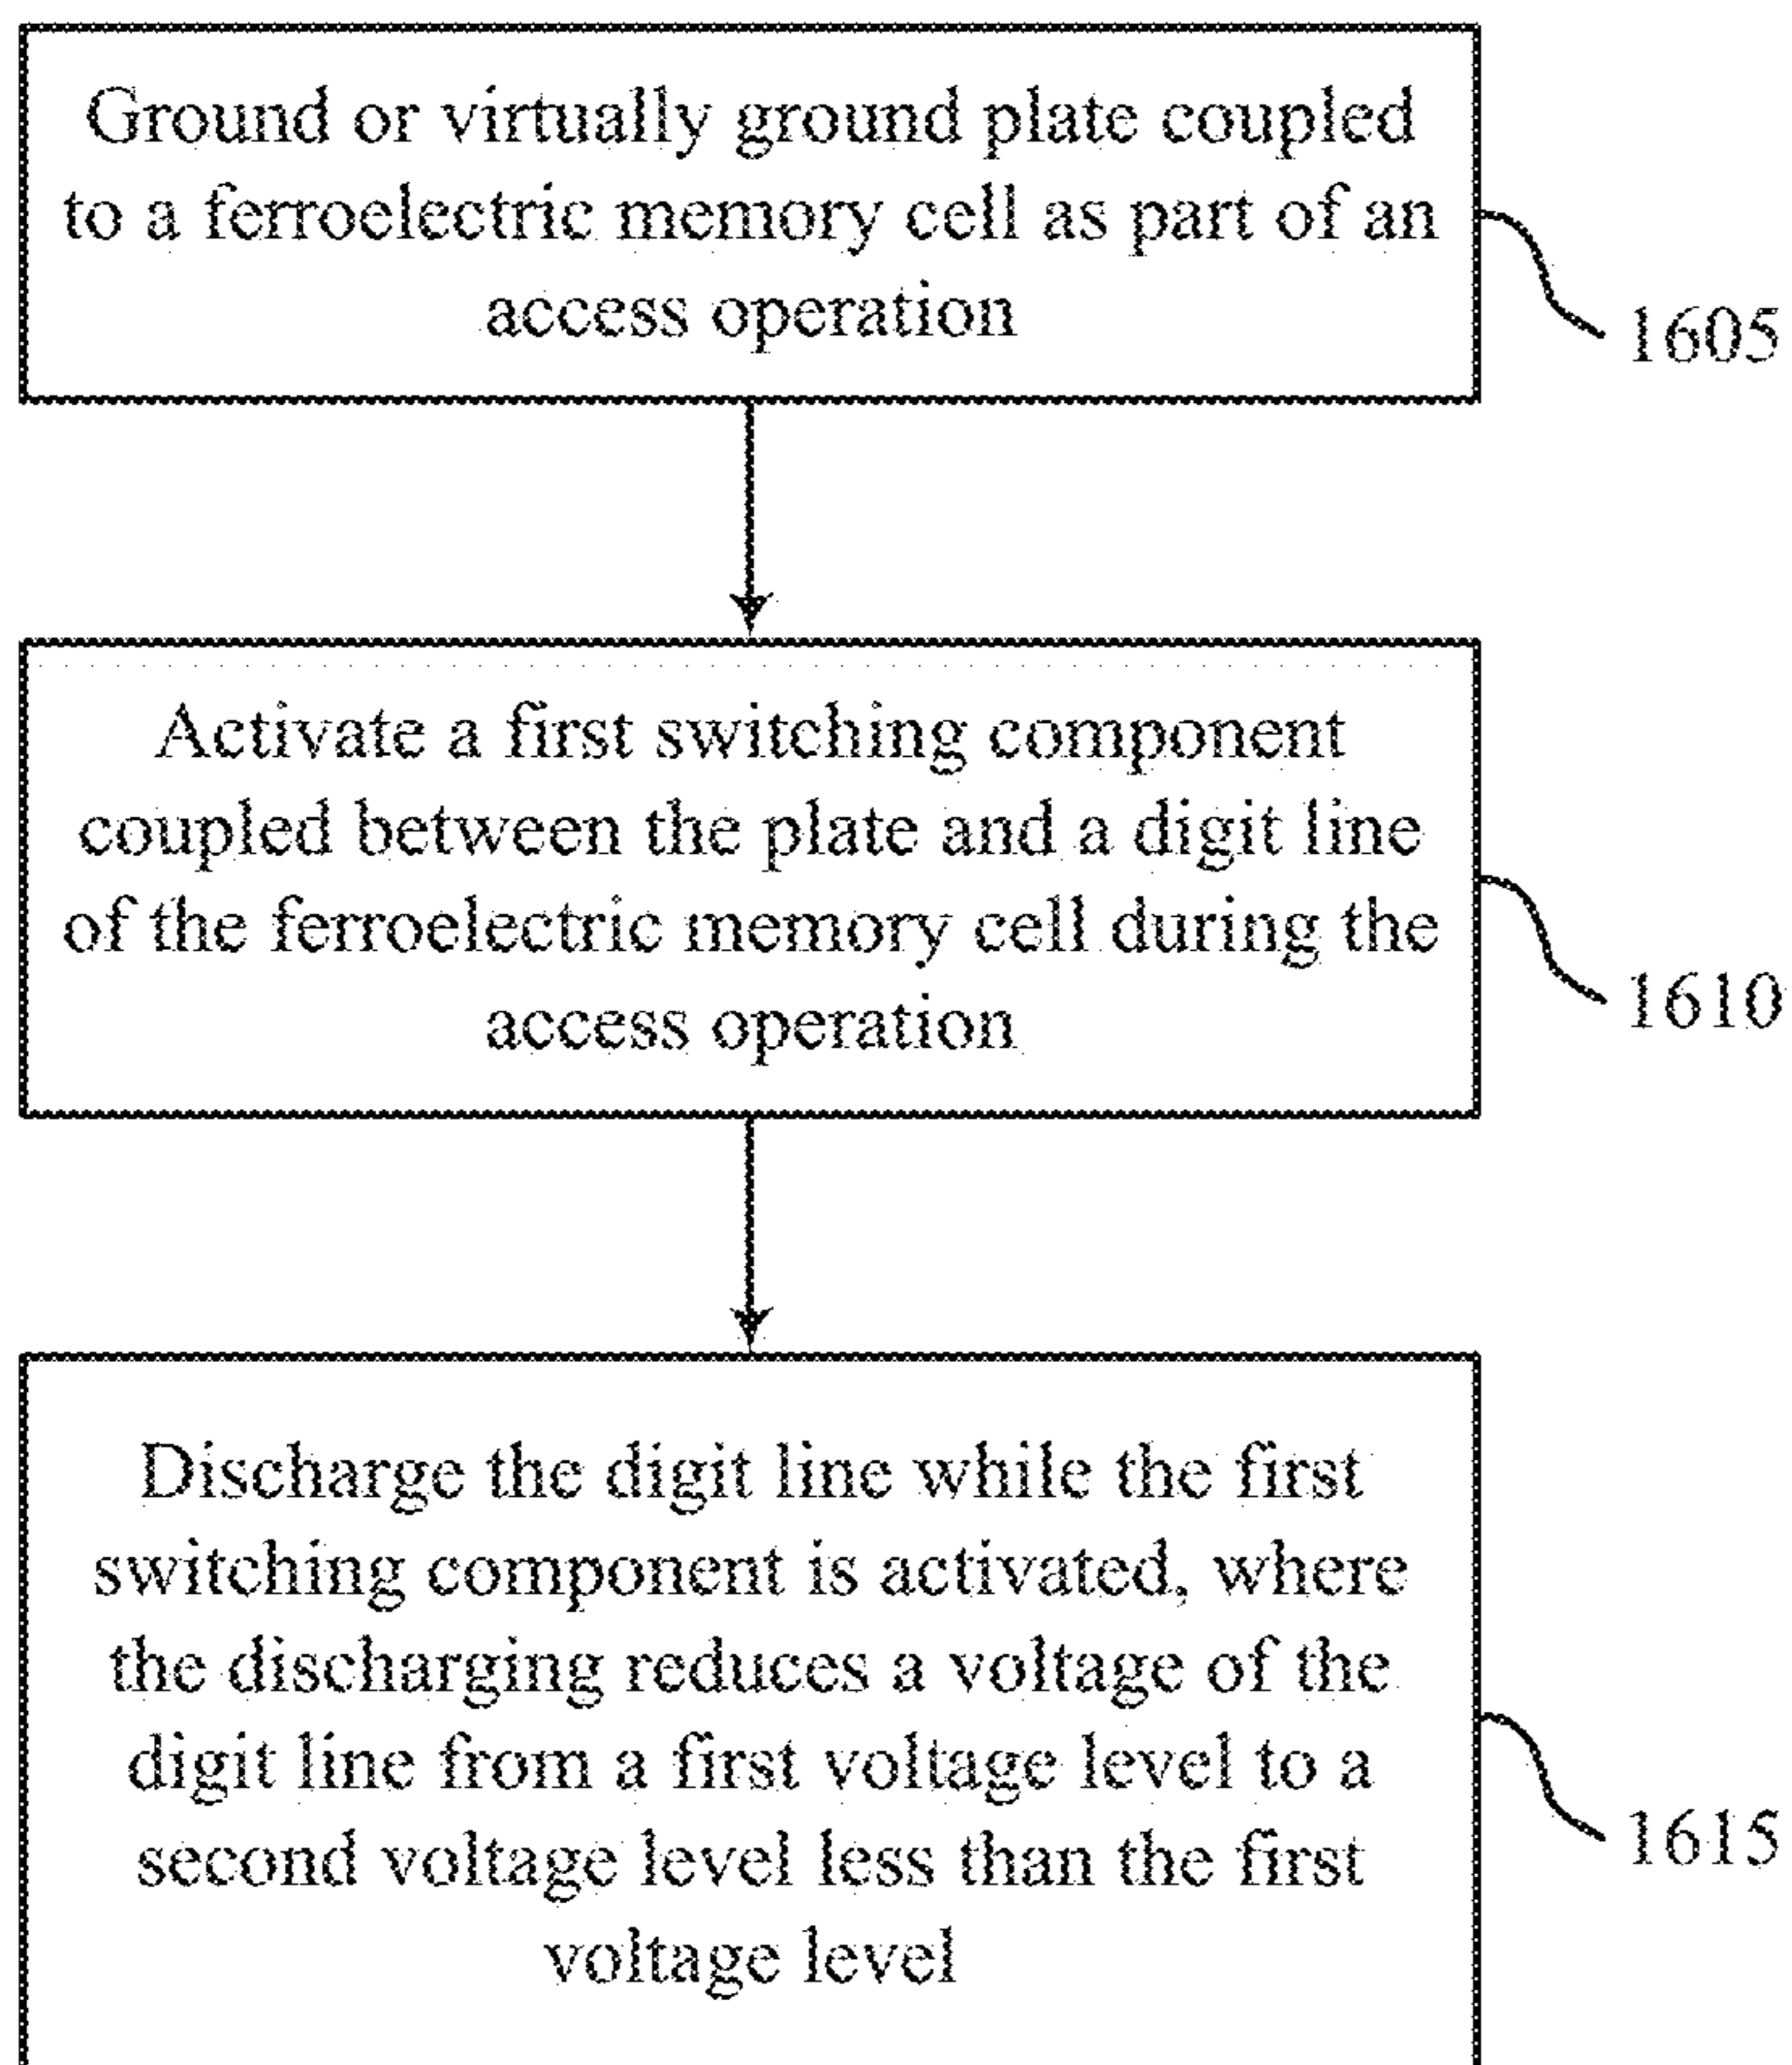 Ground or virtually ground plate coupled
to a ferroelectric memory cell as part of an
access operation
1605
Activate a first switching component
coupled between the plate and a digit line
of the ferroelectric memory cell during the
access operation
1610
Discharge the digit line while the first
switching component is activated, where
the discharging reduces a voltage of the
digit line from a first voltage level to a
second voltage level less than the first
voltage level
1615